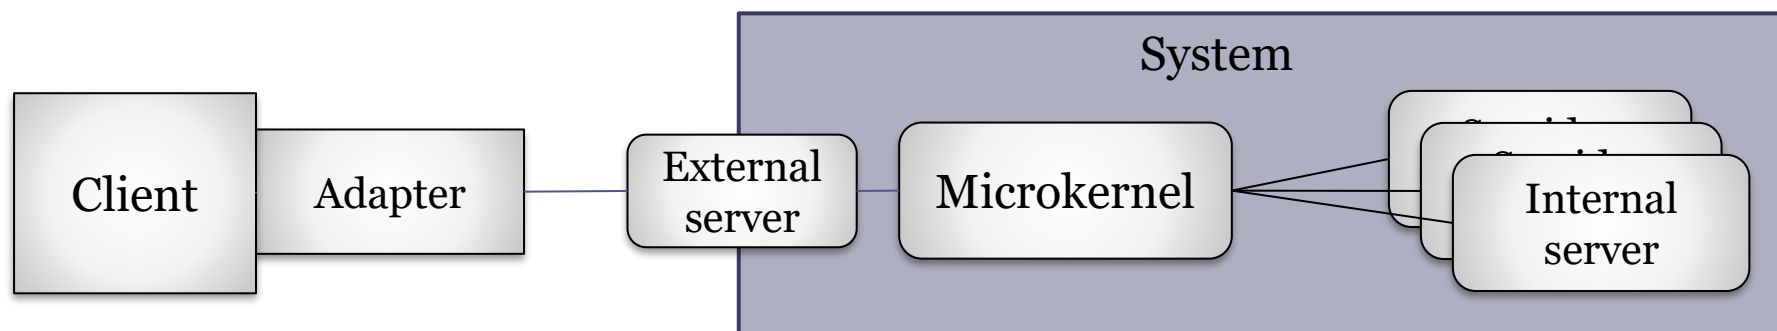 System
Client
Adapter
External
server
Microkernel
Internal
server